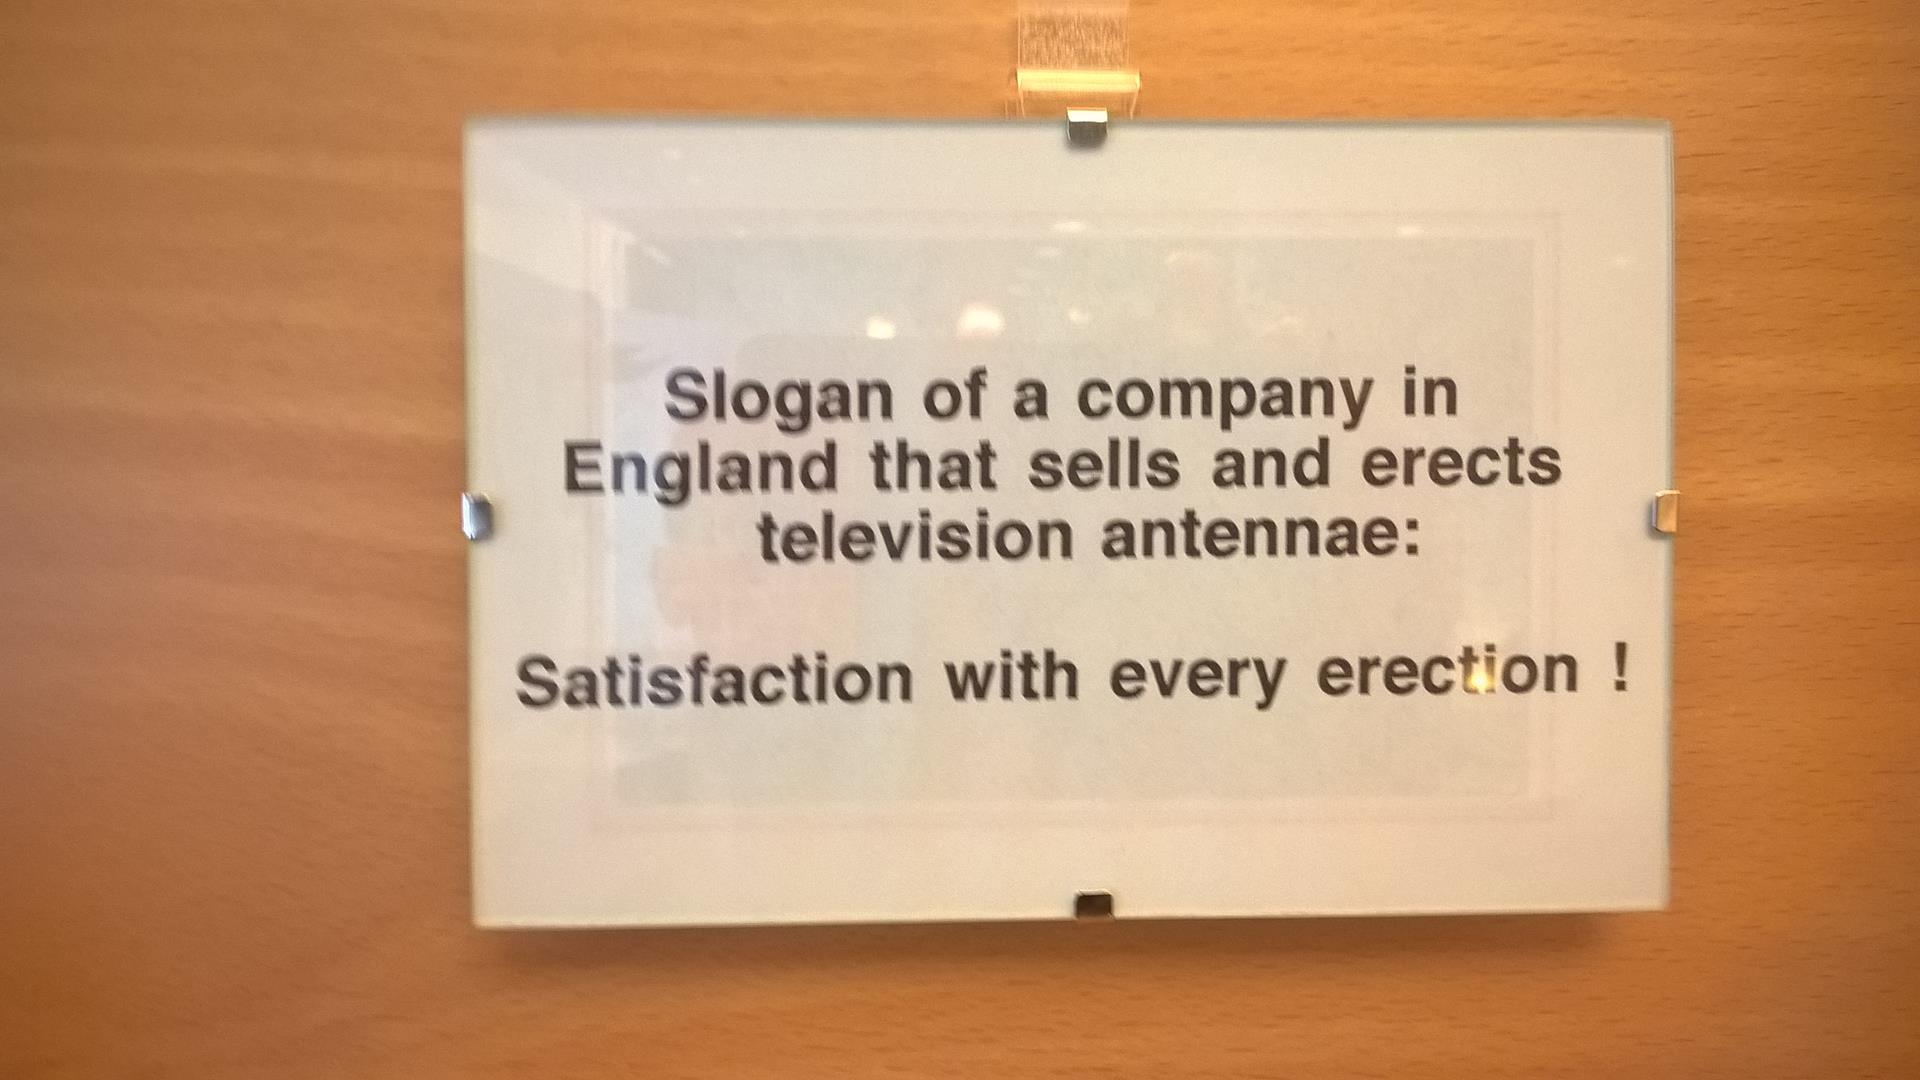 Slogan of a company in
England that sells and erects
television antennae:
Satisfaction with every erection !